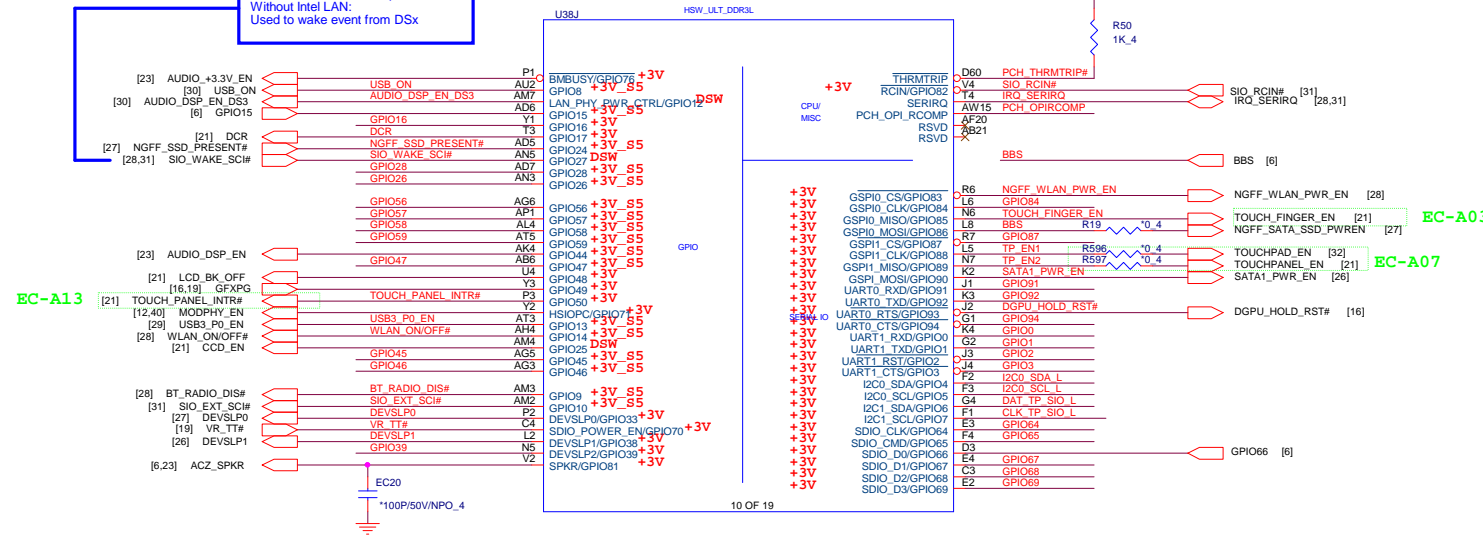 Without Intel LAN:
Used to wake event from DSx
U38J
HSW_ULT_DDR3L
R50
1K_4
[23] AUDIO_+3.3V_EN P1 BMBUSY/GPIO76 +3V
[30] USB_ON USB_ON AU2 GPIO8 +3V_S5
[30] AUDIO_DSP_EN_DS3 AUDIO_DSP_EN_DS3 AM7 LAN_PHY_PWR_CTRL/GPIO12 DSW
[6] GPIO15 AD6 GPIO15 +3V_S5
GPIO16 Y1 GPIO16 +3V
[21] DCR DCR T3 GPIO17 +3V
[27] NGFF_SSD_PRESENT# NGFF_SSD_PRESENT# AD5 GPIO24 +3V_S5
[28,31] SIO_WAKE_SCI# SIO_WAKE_SCI# AN5 GPIO27 DSW
GPIO28 AD7 GPIO28 +3V_S5
GPIO26 AN3 GPIO26 +3V_S5
GPIO56 AG6 GPIO56 +3V_S5
GPIO57 AP1 GPIO57 +3V_S5
GPIO58 AL4 GPIO58 +3V_S5
GPIO59 AT5 GPIO59 +3V_S5
[23] AUDIO_DSP_EN AK4 GPIO44 +3V_S5
GPIO47 AB6 GPIO47 +3V_S5
[21] LCD_BK_OFF U4 GPIO48 +3V
[16,19] GFXPG Y3 GPIO49 +3V
EC-A13 [21] TOUCH_PANEL_INTR# TOUCH_PANEL_INTR# P3 GPIO50 +3V
[12,40] MODPHY_EN Y2 HSIOPC/GPIO71 +3V
[29] USB3_P0_EN USB3_P0_EN AT3 GPIO13 +3V_S5
[28] WLAN_ON/OFF# WLAN_ON/OFF# AH4 GPIO14 +3V_S5
[21] CCD_EN AM4 GPIO25 DSW
GPIO45 AG5 GPIO45 +3V_S5
GPIO46 AG3 GPIO46 +3V_S5
[28] BT_RADIO_DIS# BT_RADIO_DIS# AM3 GPIO9 +3V_S5
[31] SIO_EXT_SCI# SIO_EXT_SCI# AM2 GPIO10 +3V_S5
[27] DEVSLP0 DEVSLP0 P2 DEVSLP0/GPIO33 +3V
[19] VR_TT# VR_TT# C4 SDIO_POWER_EN/GPIO70 +3V
[26] DEVSLP1 DEVSLP1 L2 DEVSLP1/GPIO38 +3V
GPIO39 N5 DEVSLP2/GPIO39 +3V
[6,23] ACZ_SPKR V2 SPKR/GPIO81 +3V
EC20
*100P/50V/NPO_4
GPIO
CPU/
MISC
SERIAL IO
THRMTRIP D60 PCH_THRMTRIP#
+3V RCIN/GPIO82 V4 SIO_RCIN# SIO_RCIN# [31]
SERIRQ T4 IRQ_SERIRQ IRQ_SERIRQ [28,31]
PCH_OPI_RCOMP AW15 PCH_OPIRCOMP
RSVD AF20
RSVD AB21
BBS BBS [6]
+3V GSPI0_CS/GPIO83 R6 NGFF_WLAN_PWR_EN NGFF_WLAN_PWR_EN [28]
+3V GSPI0_CLK/GPIO84 L6 GPIO84
+3V GSPI0_MISO/GPIO85 N6 TOUCH_FINGER_EN TOUCH_FINGER_EN [21] EC-A03
+3V GSPI0_MOSI/GPIO86 L8 BBS R19 *0_4 NGFF_SATA_SSD_PWREN [27]
+3V GSPI1_CS/GPIO87 R7 GPIO87
+3V GSPI1_CLK/GPIO88 L5 TP_EN1 R596 *0_4 TOUCHPAD_EN [32]
+3V GSPI1_MISO/GPIO89 N7 TP_EN2 R597 *0_4 TOUCHPANEL_EN [21] EC-A07
+3V GSPI_MOSI/GPIO90 K2 SATA1_PWR_EN SATA1_PWR_EN [26]
+3V UART0_RXD/GPIO91 J1 GPIO91
+3V UART0_TXD/GPIO92 K3 GPIO92
+3V UART0_RTS/GPIO93 J2 DGPU_HOLD_RST# DGPU_HOLD_RST# [16]
+3V UART0_CTS/GPIO94 G1 GPIO94
+3V UART1_RXD/GPIO0 K4 GPIO0
+3V UART1_TXD/GPIO1 G2 GPIO1
+3V UART1_RST/GPIO2 J3 GPIO2
+3V UART1_CTS/GPIO3 J4 GPIO3
+3V I2C0_SDA/GPIO4 F2 I2C0_SDA_L
+3V I2C0_SCL/GPIO5 F3 I2C0_SCL_L
+3V I2C1_SDA/GPIO6 G4 DAT_TP_SIO_L
+3V I2C1_SCL/GPIO7 F1 CLK_TP_SIO_L
+3V SDIO_CLK/GPIO64 E3 GPIO64
+3V SDIO_CMD/GPIO65 F4 GPIO65
+3V SDIO_D0/GPIO66 D3 GPIO66 [6]
+3V SDIO_D1/GPIO67 E4 GPIO67
+3V SDIO_D2/GPIO68 C3 GPIO68
+3V SDIO_D3/GPIO69 E2 GPIO69
10 OF 19